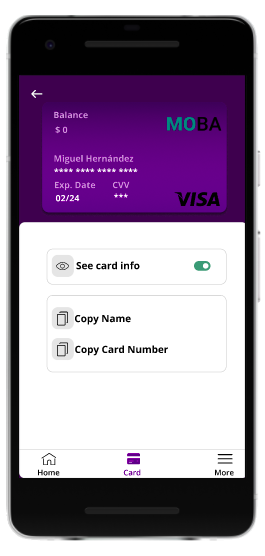 Balance
$ 0
MOBA
Miguel Hernández
**** **** **** ****
Exp. Date CVV
02/24 ***
VISA
See card info
Copy Name
Copy Card Number
Home Card More